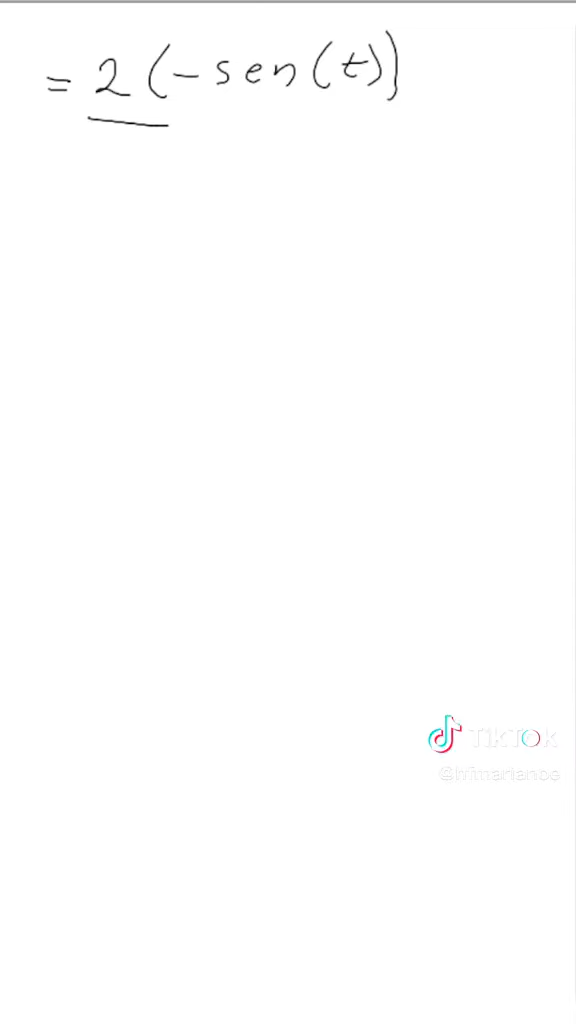 = 2 (-sen(t))
TikTok